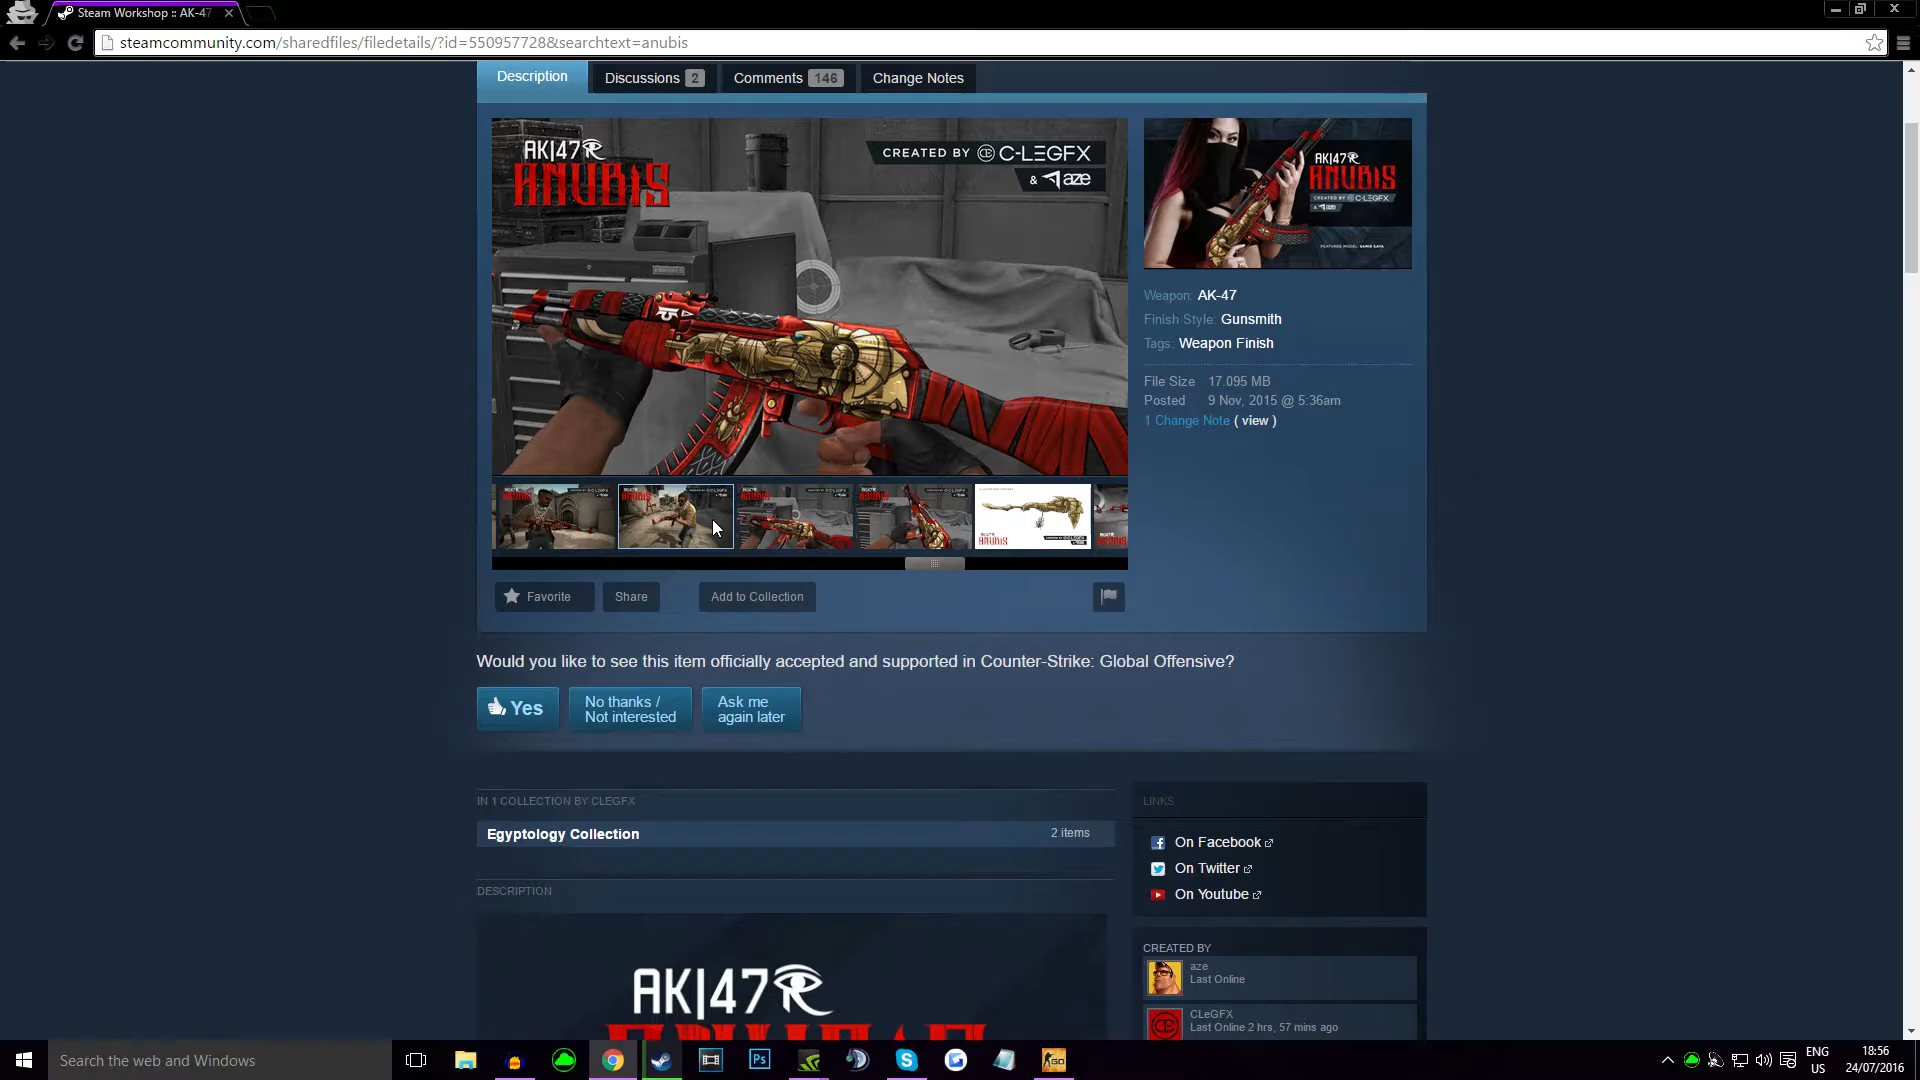 Steam Workshop :: AK-47
steamcommunity.com/sharedfiles/filedetails/?id=550957728&searchtext=anubis
Description
Discussions 2
Comments 146
Change Notes
AK|47
ANUBIS
CREATED BY C-LEGFX
& aze
AK|47
ANUBIS
CREATED BY C-LEGFX
& aze
Weapon: AK-47
Finish Style: Gunsmith
Tags: Weapon Finish
File Size 17.095 MB
Posted 9 Nov, 2015 @ 5:36am
1 Change Note ( view )
Favorite
Share
Add to Collection
Would you like to see this item officially accepted and supported in Counter-Strike: Global Offensive?
Yes
No thanks /
Not interested
Ask me
again later
IN 1 COLLECTION BY CLEGFX
Egyptology Collection
2 items
DESCRIPTION
AK|47
LINKS
On Facebook
On Twitter
On Youtube
CREATED BY
aze
Last Online
CLeGFX
Last Online 2 hrs, 57 mins ago
Search the web and Windows
Ps
GO
ENG
US
18:56
24/07/2016